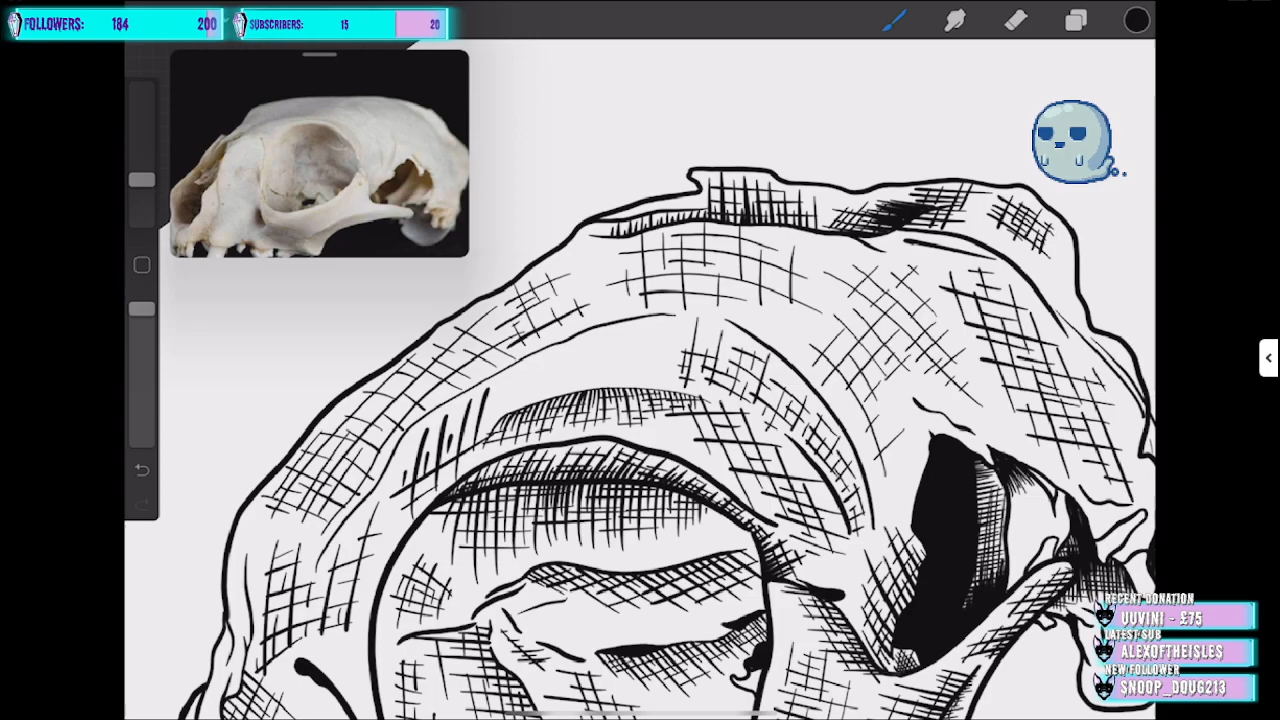 FOLLOWERS: 184 200
SUBSCRIBERS: 15 20
RECENT DONATION
UUVINI - £75
LATEST SUB
ALEXOFTHEISLES
NEW FOLLOWER
SNOOP_DOUG213